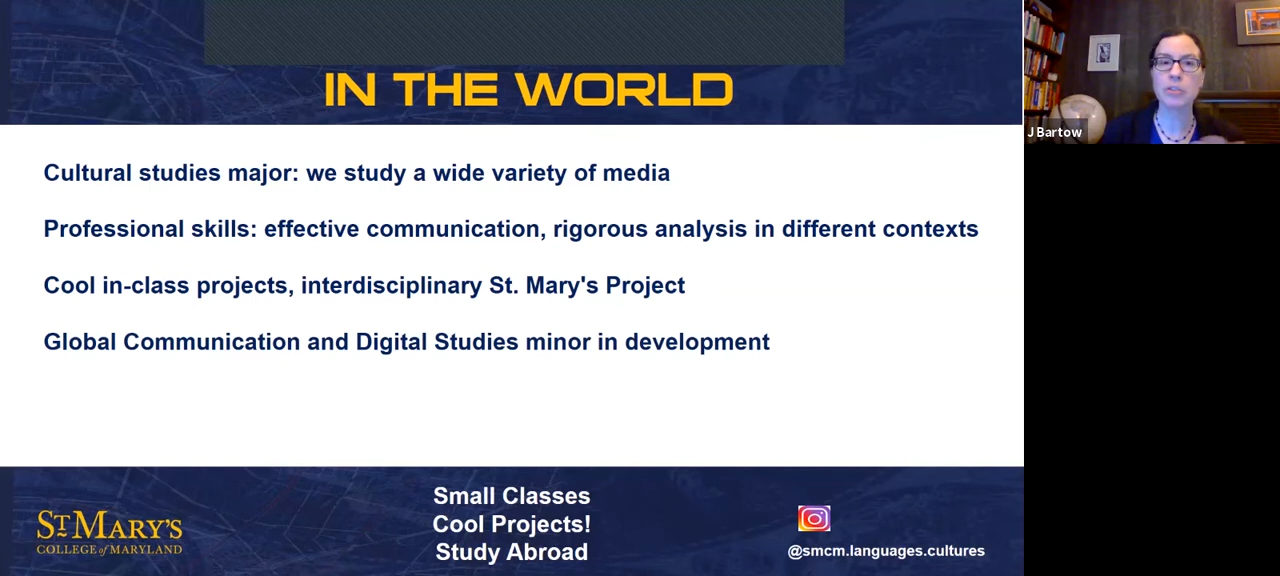 IN THE WORLD
J Bartow
Cultural studies major: we study a wide variety of media
Professional skills: effective communication, rigorous analysis in different contexts
Cool in-class projects, interdisciplinary St. Mary's Project
Global Communication and Digital Studies minor in development
ST MARY'S
COLLEGE of MARYLAND
Small Classes
Cool Projects!
Study Abroad
@smcm.languages.cultures